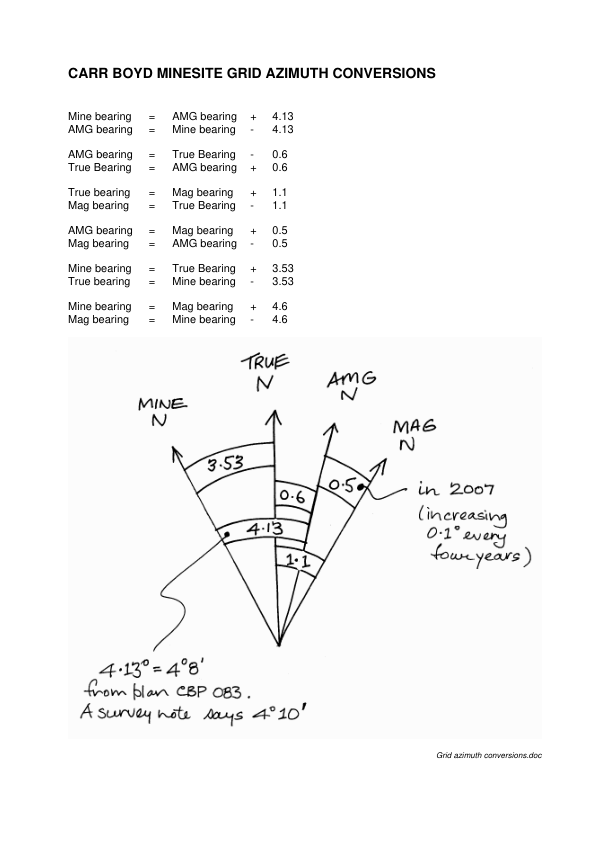 CARR BOYD MINESITE GRID AZIMUTH CONVERSIONS
Mine bearing = AMG bearing + 4.13
AMG bearing = Mine bearing - 4.13
AMG bearing = True Bearing - 0.6
True Bearing = AMG bearing + 0.6
True bearing = Mag bearing + 1.1
Mag bearing = True Bearing - 1.1
AMG bearing = Mag bearing + 0.5
Mag bearing = AMG bearing - 0.5
Mine bearing = True Bearing + 3.53
True bearing = Mine bearing - 3.53
Mine bearing = Mag bearing + 4.6
Mag bearing = Mine bearing - 4.6
TRUE
N
AMG
N
MINE
N
MAG
N
3.53
0.6
0.5
4.13
1.1
in 2007
(increasing
0.1° every
four years)
4.13° = 4°8'
from plan CBP 083.
A survey note says 4°10'
Grid azimuth conversions.doc